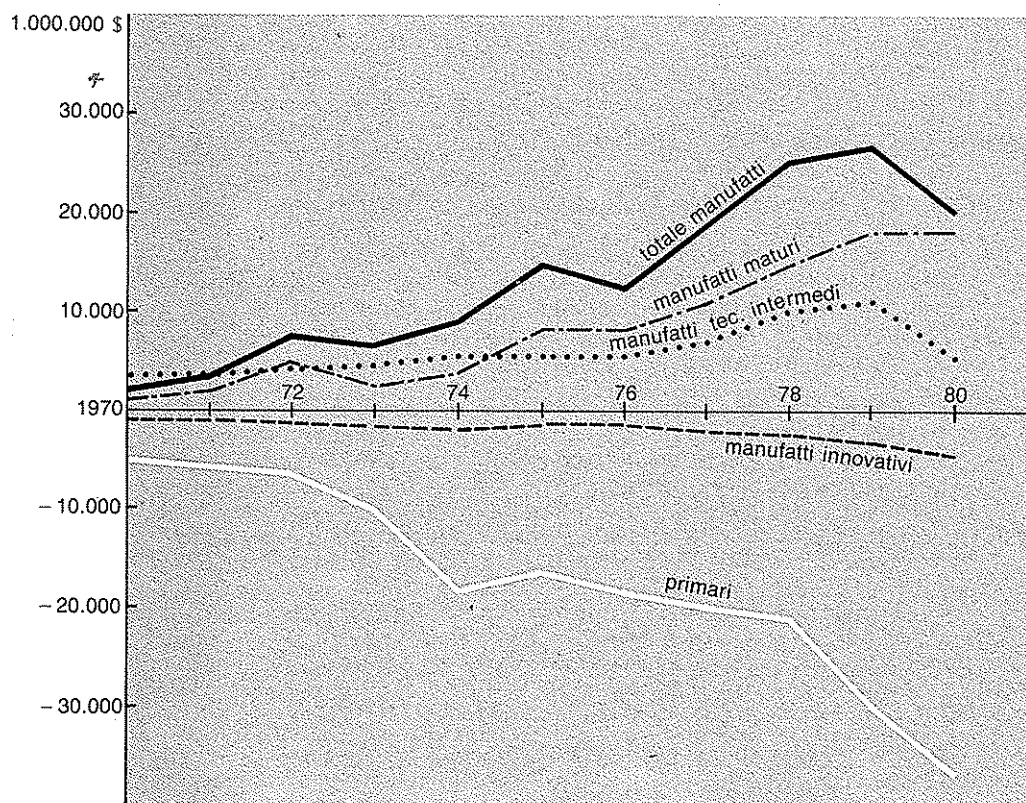 1.000.000 $
30.000
20.000
10.000
1970
− 10.000
− 20.000
− 30.000
72
74
76
78
80
totale manufatti
manufatti maturi
manufatti tec. intermedi
manufatti innovativi
primari